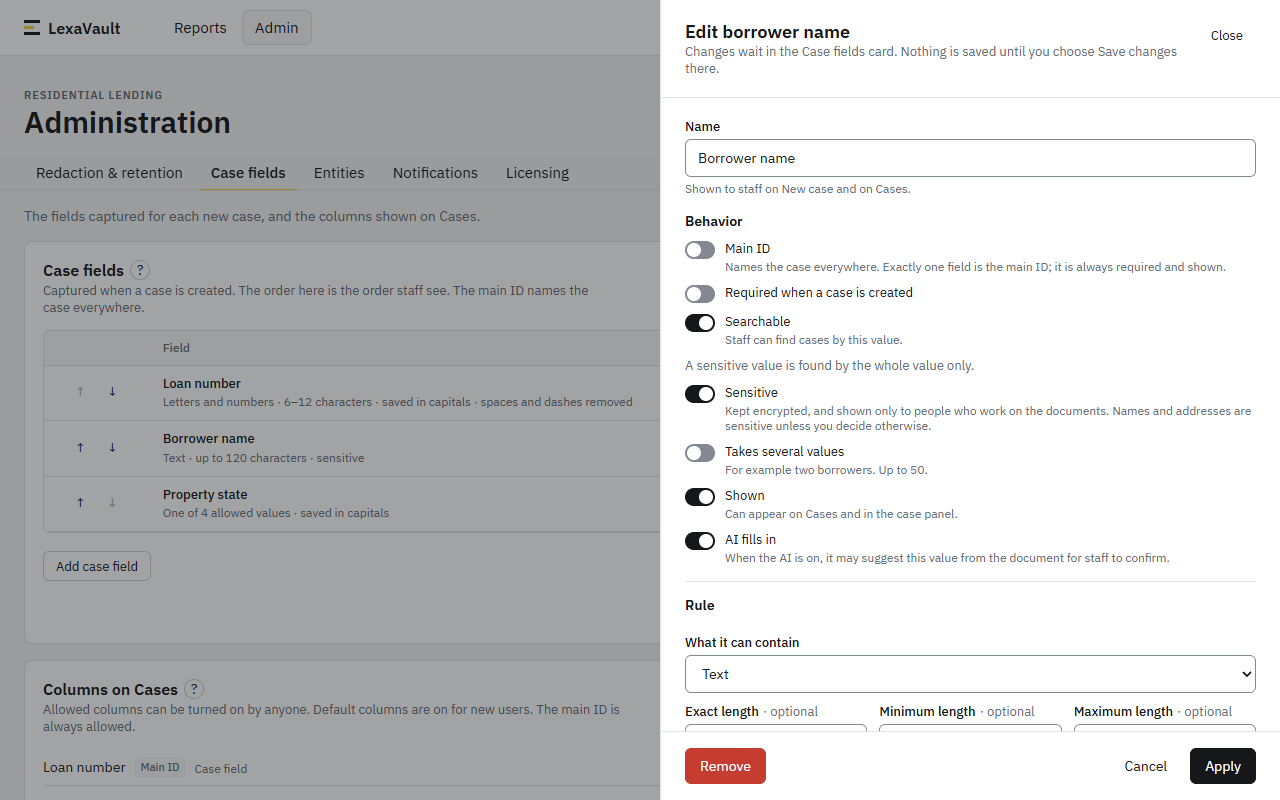 LexaVault
Reports
Admin
RESIDENTIAL LENDING
Administration
Redaction & retention
Case fields
Entities
Notifications
Licensing
The fields captured for each new case, and the columns shown on Cases.
Case fields ?
Captured when a case is created. The order here is the order staff see. The main ID names the
case everywhere.
Field
↑ ↓ Loan number
Letters and numbers · 6–12 characters · saved in capitals · spaces and dashes removed
↑ ↓ Borrower name
Text · up to 120 characters · sensitive
↑ ↓ Property state
One of 4 allowed values · saved in capitals
Add case field
Columns on Cases ?
Allowed columns can be turned on by anyone. Default columns are on for new users. The main ID is
always allowed.
Loan number Main ID Case field
Edit borrower name
Close
Changes wait in the Case fields card. Nothing is saved until you choose Save changes
there.
Name
Borrower name
Shown to staff on New case and on Cases.
Behavior
Main ID
Names the case everywhere. Exactly one field is the main ID; it is always required and shown.
Required when a case is created
Searchable
Staff can find cases by this value.
A sensitive value is found by the whole value only.
Sensitive
Kept encrypted, and shown only to people who work on the documents. Names and addresses are
sensitive unless you decide otherwise.
Takes several values
For example two borrowers. Up to 50.
Shown
Can appear on Cases and in the case panel.
AI fills in
When the AI is on, it may suggest this value from the document for staff to confirm.
Rule
What it can contain
Text
Exact length · optional
Minimum length · optional
Maximum length · optional
Remove
Cancel
Apply